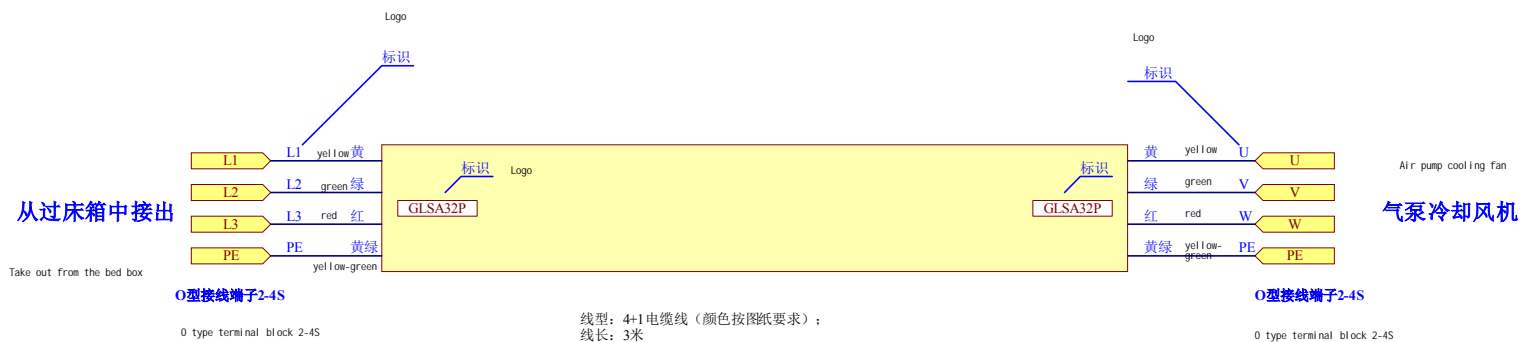 Logo
Logo
标识
标识
L1 L1 yellow 黄
黄 yellow U U
Air pump cooling fan
标识 Logo
标识
L2 L2 green 绿
绿 green V V
GLSA32P
GLSA32P
从过床箱中接出
气泵冷却风机
L3 L3 red 红
红 red W W
PE PE 黄绿
yellow-green
黄绿 yellow-
green PE PE
Take out from the bed box
O型接线端子2-4S
O型接线端子2-4S
O type terminal block 2-4S
O type terminal block 2-4S
线型：4+1电缆线（颜色按图纸要求）；
线长：3米